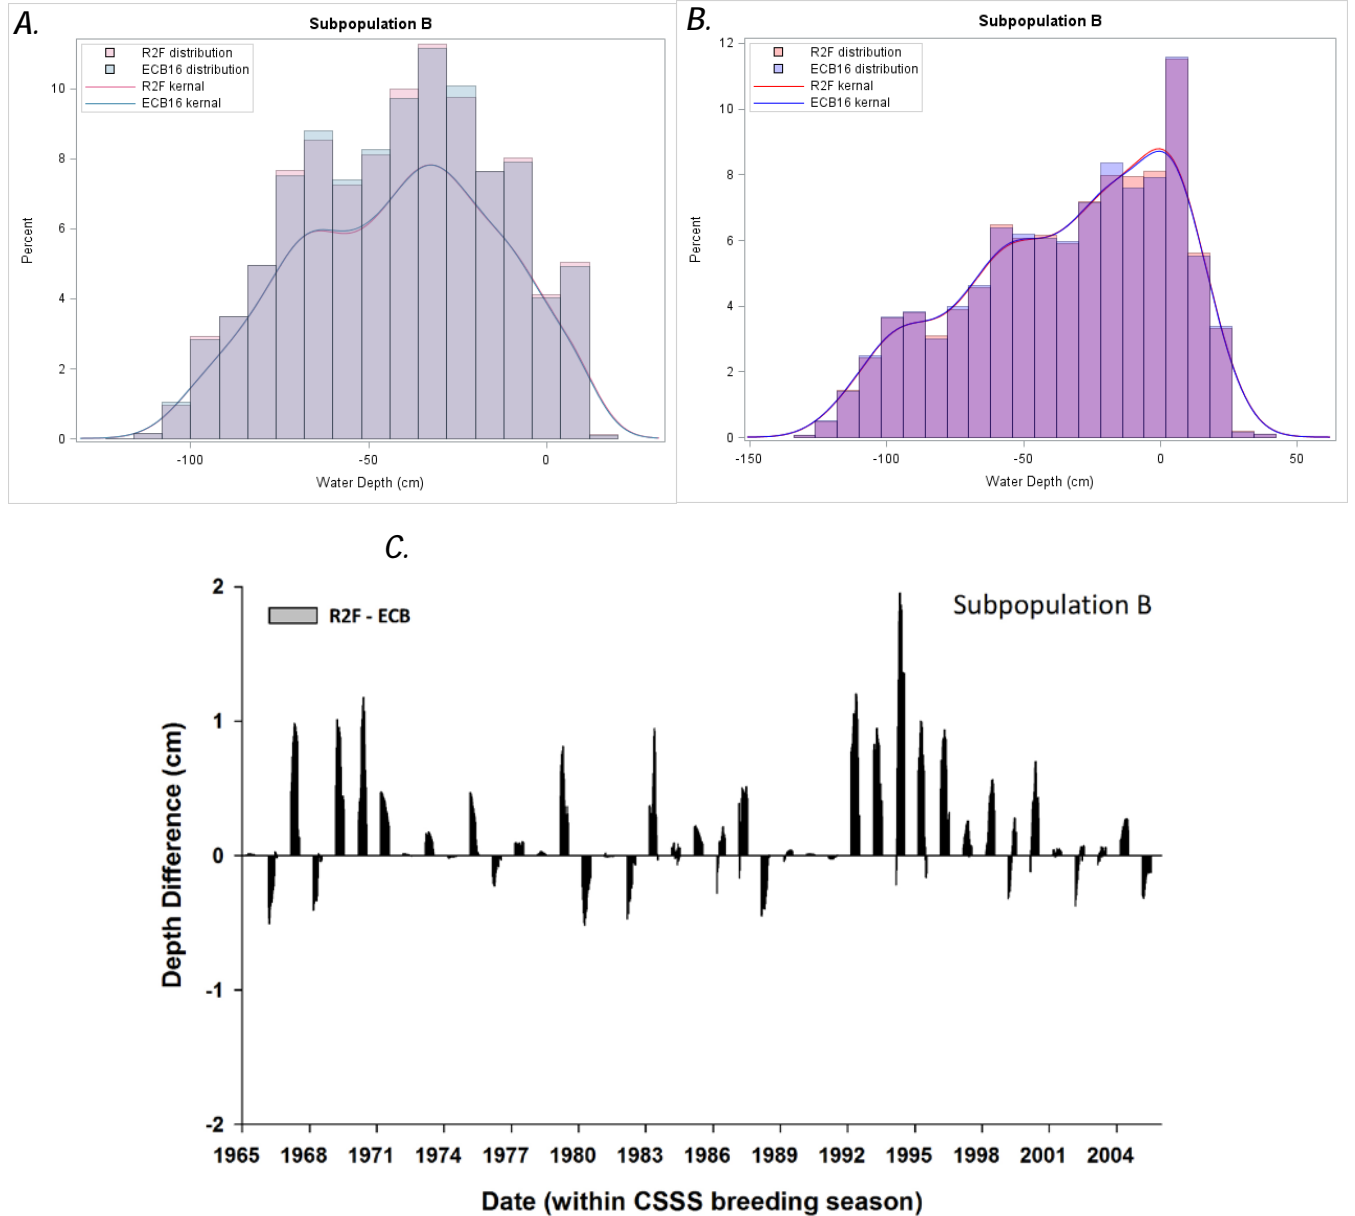 A.
Subpopulation B
R2F distribution
ECB16 distribution
R2F kernal
ECB16 kernal
10
8
6
4
2
0
Percent
-100
-50
0
Water Depth (cm)
B.
Subpopulation B
R2F distribution
ECB16 distribution
R2F kernal
ECB16 kernal
12
10
8
6
4
2
0
Percent
-150
-100
-50
0
50
Water Depth (cm)
C.
Subpopulation B
R2F - ECB
2
1
0
-1
-2
Depth Difference (cm)
1965 1968 1971 1974 1977 1980 1983 1986 1989 1992 1995 1998 2001 2004
Date (within CSSS breeding season)